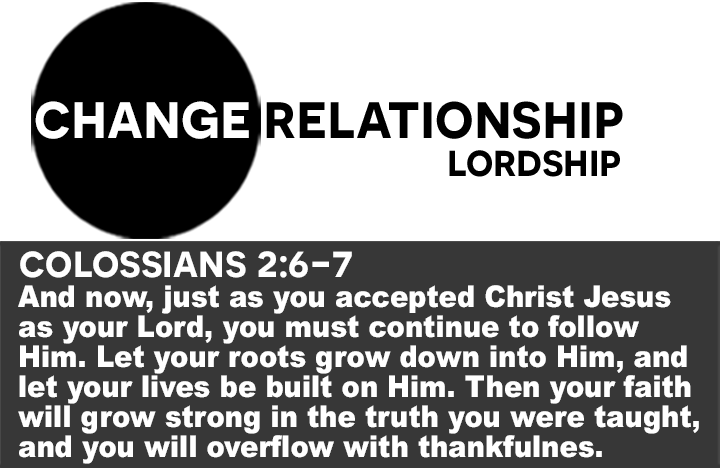 CHANGE RELATIONSHIP
LORDSHIP
COLOSSIANS 2:6-7
And now, just as you accepted Christ Jesus
as your Lord, you must continue to follow
Him. Let your roots grow down into Him, and
let your lives be built on Him. Then your faith
will grow strong in the truth you were taught,
and you will overflow with thankfulnes.